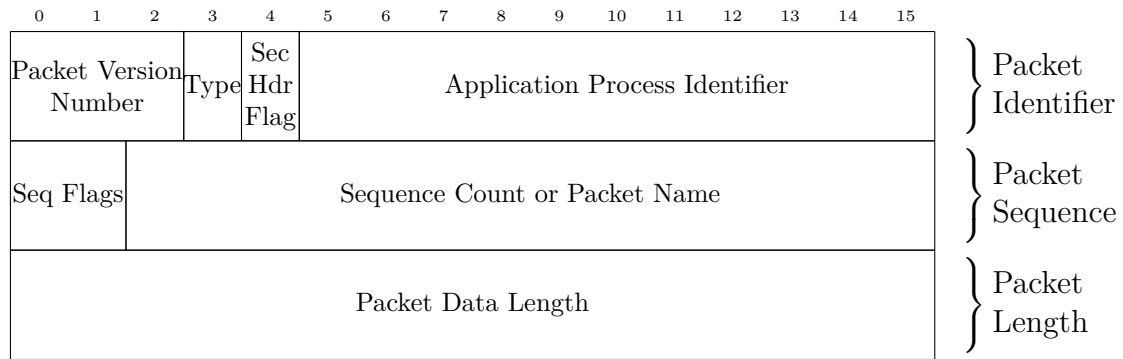 0 1 2 3 4 5 6 7 8 9 10 11 12 13 14 15
Packet Version
Number
Type
Sec
Hdr
Flag
Application Process Identifier
Packet
Identifier
Seq Flags
Sequence Count or Packet Name
Packet
Sequence
Packet Data Length
Packet
Length